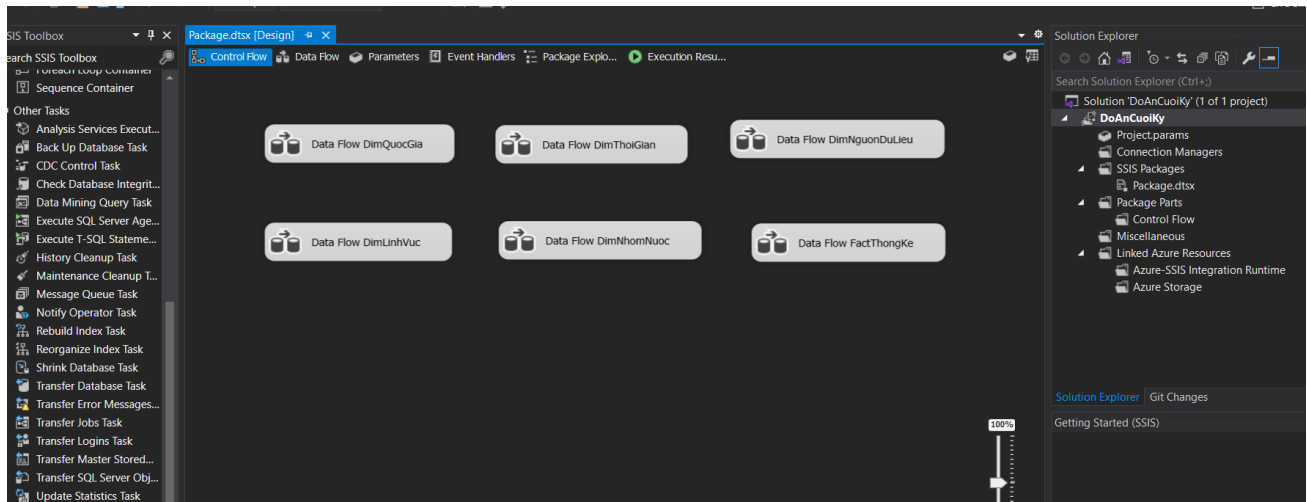 SSIS Toolbox
Search SSIS Toolbox
Foreach Loop Container
Sequence Container
Other Tasks
Analysis Services Execut...
Back Up Database Task
CDC Control Task
Check Database Integrit...
Data Mining Query Task
Execute SQL Server Age...
Execute T-SQL Stateme...
History Cleanup Task
Maintenance Cleanup T...
Message Queue Task
Notify Operator Task
Rebuild Index Task
Reorganize Index Task
Shrink Database Task
Transfer Database Task
Transfer Error Messages...
Transfer Jobs Task
Transfer Logins Task
Transfer Master Stored...
Transfer SQL Server Obj...
Update Statistics Task
Package.dtsx [Design]
Control Flow Data Flow Parameters Event Handlers Package Explo... Execution Resu...
Data Flow DimQuocGia
Data Flow DimThoiGian
Data Flow DimNguonDuLieu
Data Flow DimLinhVuc
Data Flow DimNhomNuoc
Data Flow FactThongKe
100%
Solution Explorer
Search Solution Explorer (Ctrl+;)
Solution 'DoAnCuoiKy' (1 of 1 project)
DoAnCuoiKy
Project.params
Connection Managers
SSIS Packages
Package.dtsx
Package Parts
Control Flow
Miscellaneous
Linked Azure Resources
Azure-SSIS Integration Runtime
Azure Storage
Solution Explorer Git Changes
Getting Started (SSIS)